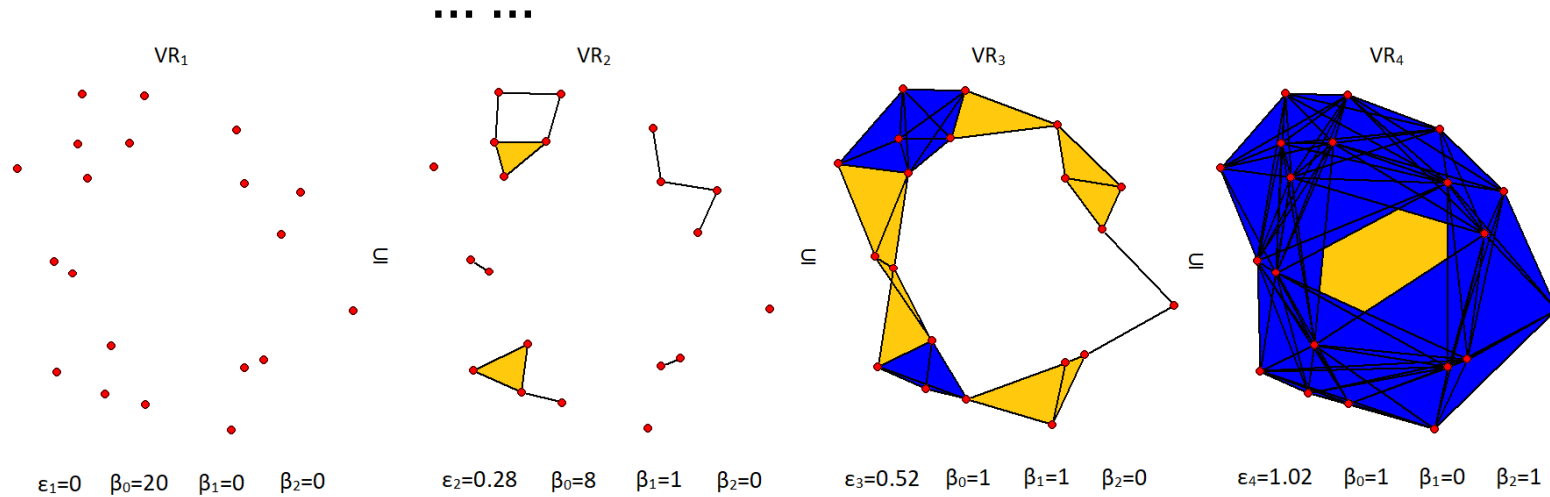 VR₁ VR₂ VR₃ VR₄
⊆ ⊆ ⊆
ε₁=0 β₀=20 β₁=0 β₂=0 ε₂=0.28 β₀=8 β₁=1 β₂=0 ε₃=0.52 β₀=1 β₁=1 β₂=0 ε₄=1.02 β₀=1 β₁=0 β₂=1